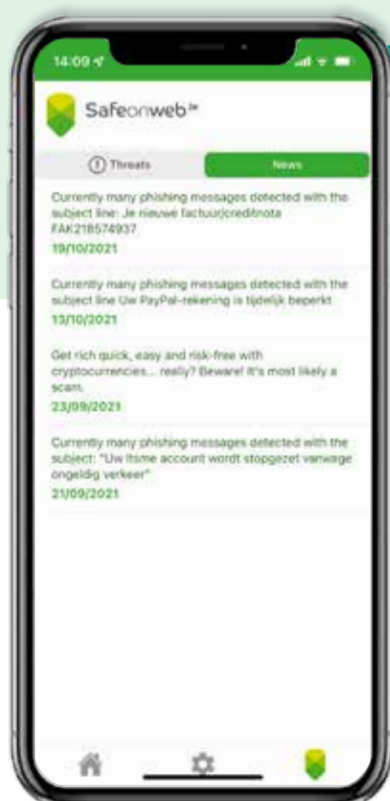 14:09
Safeonweb.be
Threats
News
Currently many phishing messages detected with the
subject line: Je nieuwe factuur/creditnota
FAK218574937
19/10/2021
Currently many phishing messages detected with the
subject line Uw PayPal-rekening is tijdelijk beperkt
13/10/2021
Get rich quick, easy and risk-free with
cryptocurrencies... really? Beware! It's most likely a
scam.
23/09/2021
Currently many phishing messages detected with the
subject: "Uw Itsme account wordt stopgezet vanwege
ongeldig verkeer"
21/09/2021